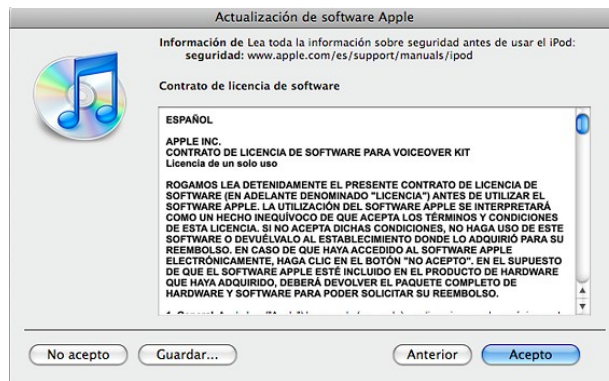 Actualización de software Apple
Información de Lea toda la información sobre seguridad antes de usar el iPod:
seguridad: www.apple.com/es/support/manuals/ipod
Contrato de licencia de software
ESPAÑOL
APPLE INC.
CONTRATO DE LICENCIA DE SOFTWARE PARA VOICEOVER KIT
Licencia de un solo uso
ROGAMOS LEA DETENIDAMENTE EL PRESENTE CONTRATO DE LICENCIA DE
SOFTWARE (EN ADELANTE DENOMINADO "LICENCIA") ANTES DE UTILIZAR EL
SOFTWARE APPLE. LA UTILIZACIÓN DEL SOFTWARE APPLE SE INTERPRETARÁ
COMO UN HECHO INEQUÍVOCO DE QUE ACEPTA LOS TÉRMINOS Y CONDICIONES
DE ESTA LICENCIA. SI NO ACEPTA DICHAS CONDICIONES, NO HAGA USO DE ESTE
SOFTWARE O DEVUÉLVALO AL ESTABLECIMIENTO DONDE LO ADQUIRIÓ PARA SU
REEMBOLSO. EN CASO DE QUE HAYA ACCEDIDO AL SOFTWARE APPLE
ELECTRÓNICAMENTE, HAGA CLIC EN EL BOTÓN "NO ACEPTO". EN EL SUPUESTO
DE QUE EL SOFTWARE APPLE ESTÉ INCLUIDO EN EL PRODUCTO DE HARDWARE
QUE HAYA ADQUIRIDO, DEBERÁ DEVOLVER EL PAQUETE COMPLETO DE
HARDWARE Y SOFTWARE PARA PODER SOLICITAR SU REEMBOLSO.
No acepto Guardar... Anterior Acepto